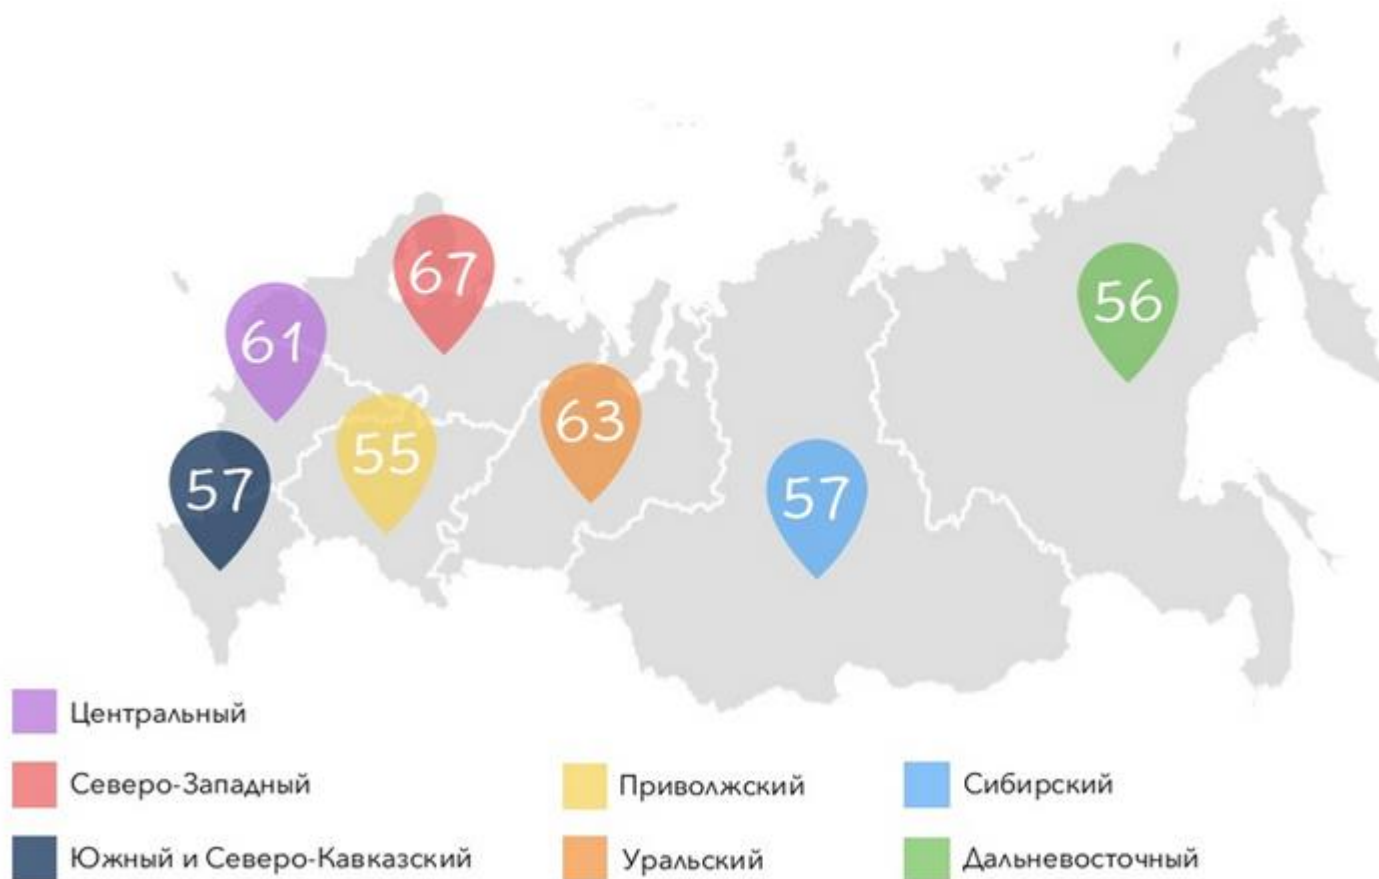 67
56
61
63
55
57
57
Центральный
Северо-Западный
Приволжский
Сибирский
Южный и Северо-Кавказский
Уральский
Дальневосточный